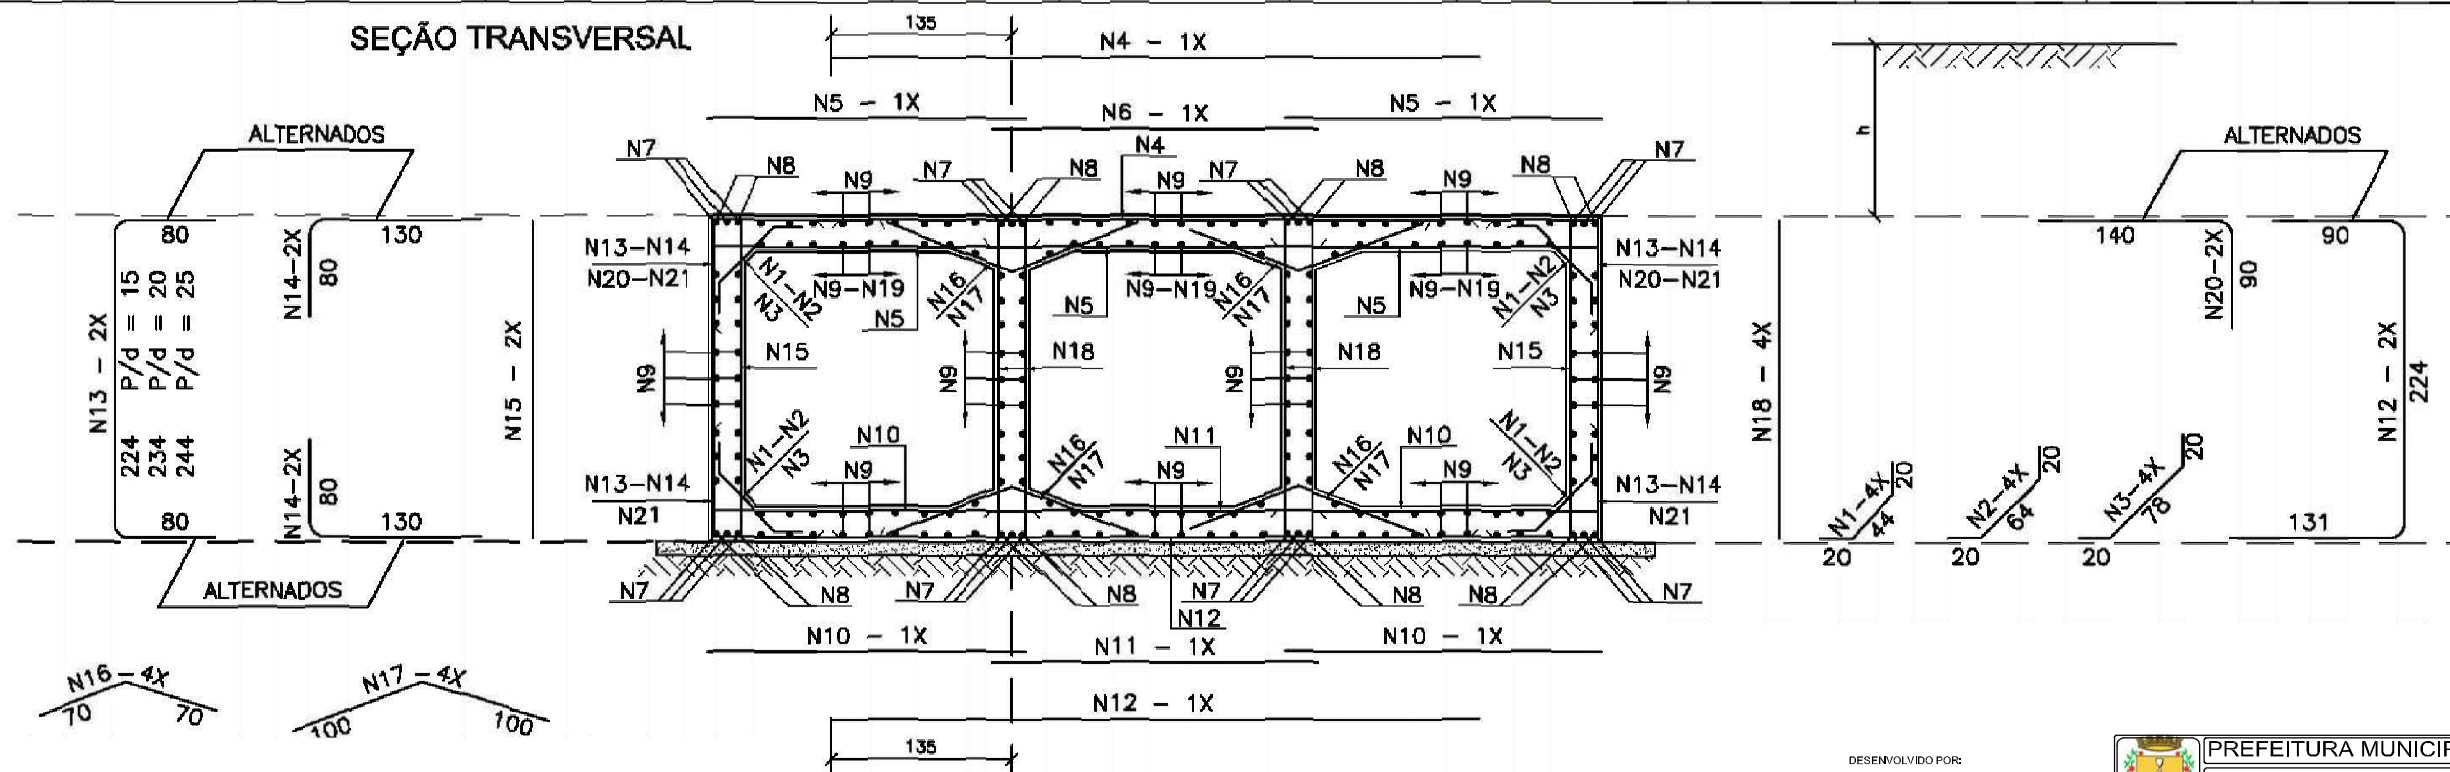 SEÇÃO TRANSVERSAL
135
N4 - 1X
N5 - 1X
N6 - 1X
N5 - 1X
ALTERNADOS
ALTERNADOS
h
N7
N8
N9
N7
N8
N4
N9
N7
N8
N9
N8
N7
80
N14-2X
80
130
N13 - 2X
224 P/d = 15
234 P/d = 20
244 P/d = 25
N15 - 2X
N14-2X
80
80
130
ALTERNADOS
N13-N14
N20-N21
N1-N2
N3
N9-N19
N5
N16
N17
N5
N9-N19
N16
N17
N5
N9-N19
N1-N2
N3
N13-N14
N20-N21
N9
N15
N9
N18
N9
N18
N15
N9
N1-N2
N3
N10
N9
N16
N17
N11
N9
N16
N17
N10
N9
N1-N2
N3
N13-N14
N21
N13-N14
N21
N7
N8
N7
N8
N7
N12
N8
N8
N7
N10 - 1X
N11 - 1X
N10 - 1X
N12 - 1X
135
140
N20-2X
90
90
N18 - 4X
N12 - 2X
224
131
N1-4X
20
44
20
N2-4X
20
64
20
N3-4X
20
78
20
N16-4X
70
70
N17-4X
100
100
DESENVOLVIDO POR:
PREFEITURA MUNICIP